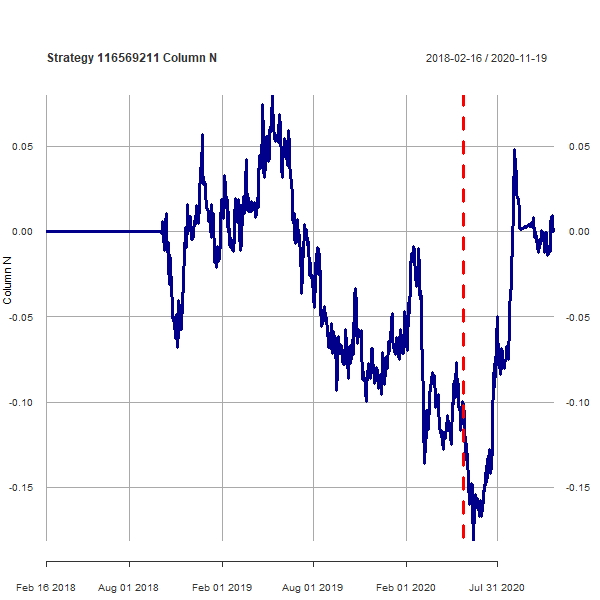 Strategy 116569211 Column N
2018-02-16 / 2020-11-19
0.05
0.05
0.00
0.00
-0.05
-0.05
-0.10
-0.10
-0.15
-0.15
Column N
Feb 16 2018
Aug 01 2018
Feb 01 2019
Aug 01 2019
Feb 01 2020
Jul 31 2020